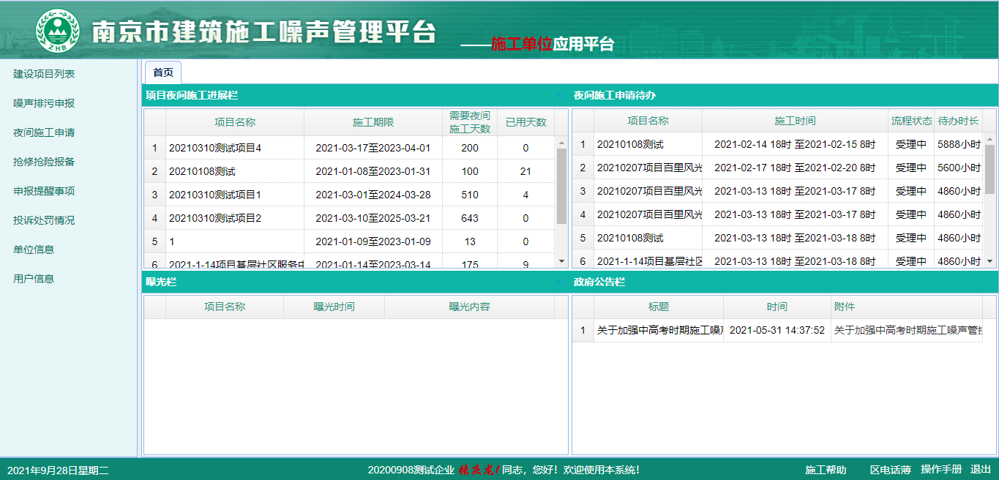 ZHB
南京市建筑施工噪声管理平台
——施工单位应用平台
建设项目列表
噪声排污申报
夜间施工申请
抢修抢险报备
申报提醒事项
投诉处罚情况
单位信息
用户信息
首页
项目夜间施工进展栏
项目名称 施工期限 需要夜间施工天数 已用天数
1 20210310测试项目4 2021-03-17至2023-04-01 200 0
2 20210108测试 2021-01-08至2023-01-31 100 21
3 20210310测试项目1 2021-03-01至2024-03-28 510 4
4 20210310测试项目2 2021-03-10至2025-03-21 643 0
5 1 2021-01-09至2023-01-09 13 0
6 2021-1-14项目基层社区服务中 2021-01-14至2023-03-14 175 9
夜间施工申请待办
项目名称 施工时间 流程状态 待办时长
1 20210108测试 2021-02-14 18时 至2021-02-15 8时 受理中 5888小时
2 20210207项目百里风光 2021-02-17 18时 至2021-02-20 8时 受理中 5600小时
3 20210207项目百里风光 2021-03-13 18时 至2021-03-17 8时 受理中 4860小时
4 20210207项目百里风光 2021-03-13 18时 至2021-03-17 8时 受理中 4860小时
5 20210108测试 2021-03-13 18时 至2021-03-18 8时 受理中 4860小时
6 2021-1-14项目基层社区 2021-03-13 18时 至2021-03-18 8时 受理中 4860小时
曝光栏
项目名称 曝光时间 曝光内容
政府公告栏
标题 时间 附件
1 关于加强中高考时期施工噪声 2021-05-31 14:37:52 关于加强中高考时期施工噪声管控
2021年9月28日星期二
20200908测试企业 同志，您好！欢迎使用本系统！
施工帮助 区电话薄 操作手册 退出